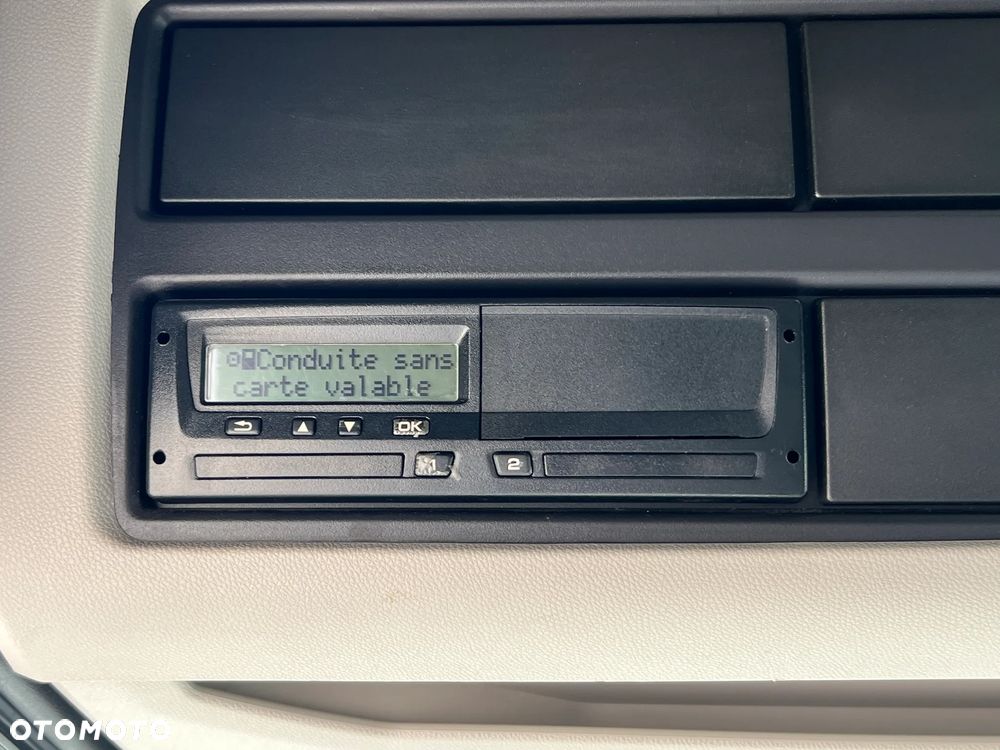 Conduite sans
carte valable
OK
1
2
OTOMOTO